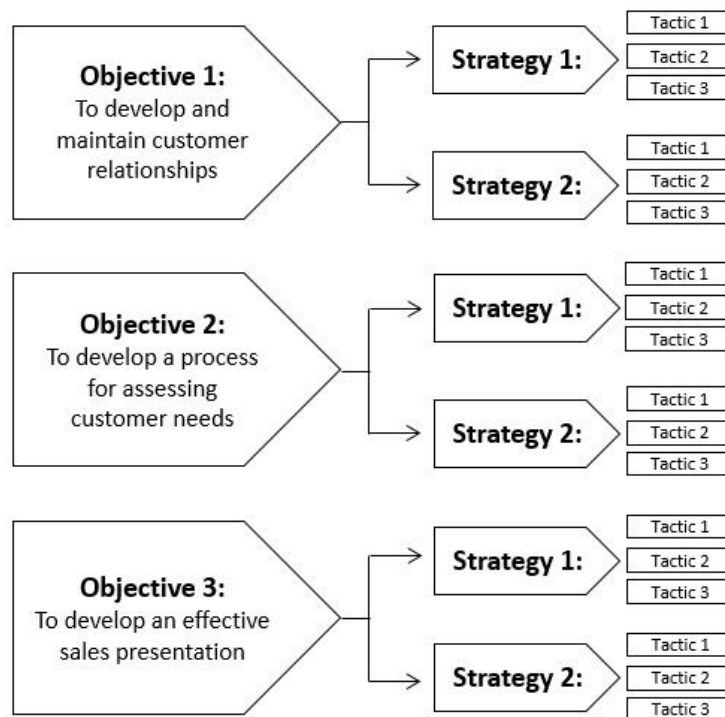 Objective 1:
To develop and
maintain customer
relationships
Strategy 1:
Tactic 1
Tactic 2
Tactic 3
Strategy 2:
Tactic 1
Tactic 2
Tactic 3
Objective 2:
To develop a process
for assessing
customer needs
Strategy 1:
Tactic 1
Tactic 2
Tactic 3
Strategy 2:
Tactic 1
Tactic 2
Tactic 3
Objective 3:
To develop an effective
sales presentation
Strategy 1:
Tactic 1
Tactic 2
Tactic 3
Strategy 2:
Tactic 1
Tactic 2
Tactic 3